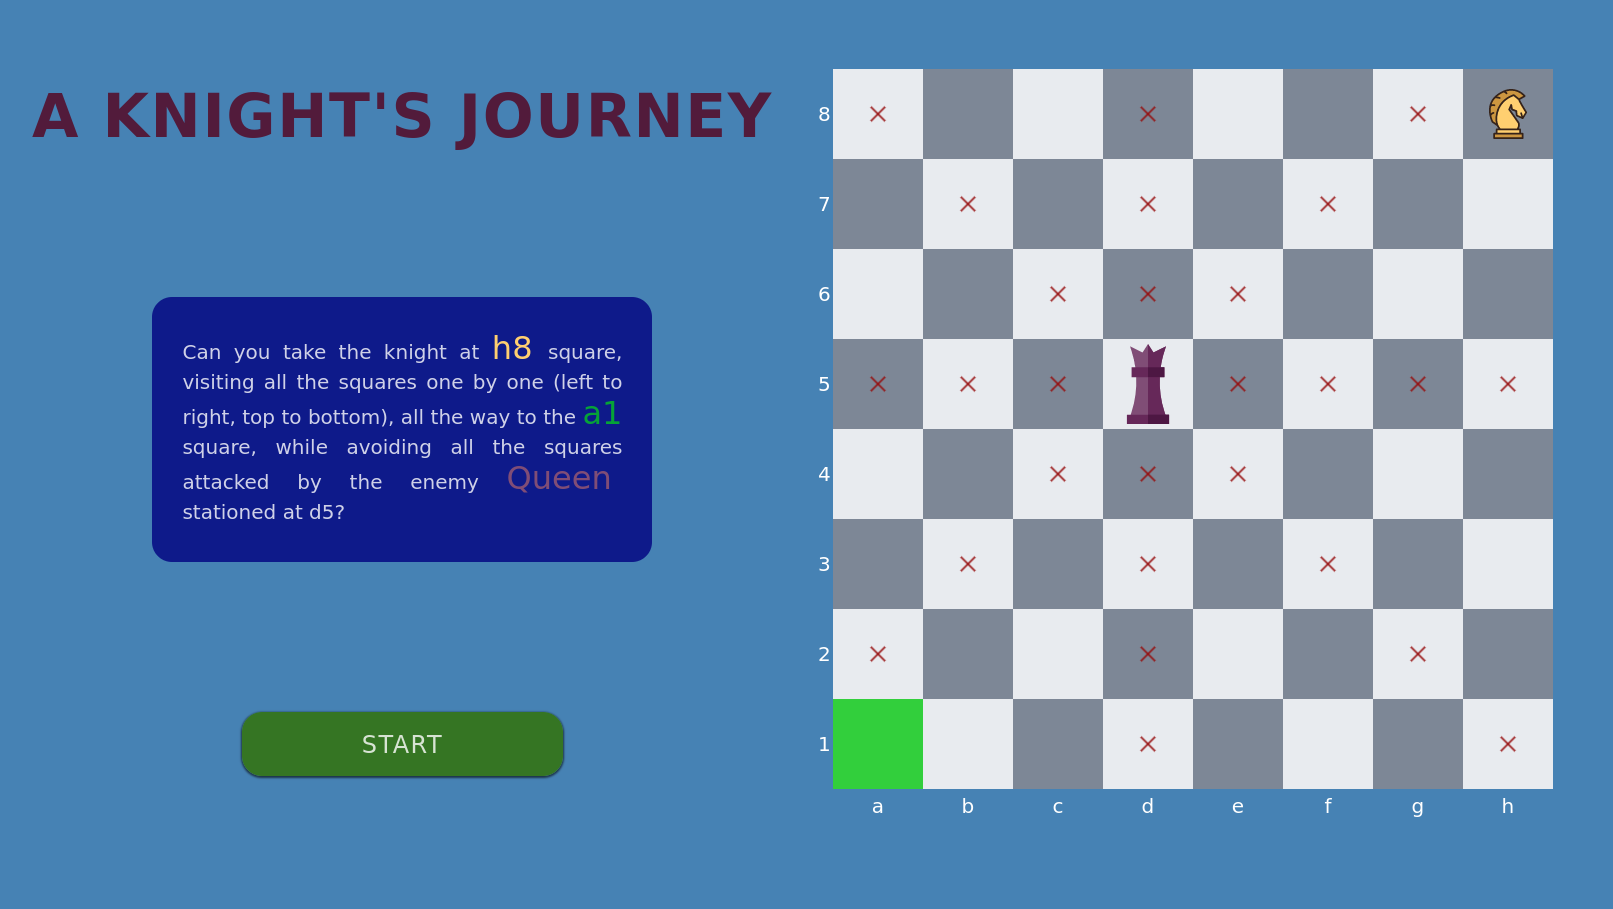 A KNIGHT'S JOURNEY
Can you take the knight at h8 square,
visiting all the squares one by one (left to
right, top to bottom), all the way to the a1
square, while avoiding all the squares
attacked by the enemy Queen
stationed at d5?
START
8
7
6
5
4
3
2
1
a b c d e f g h